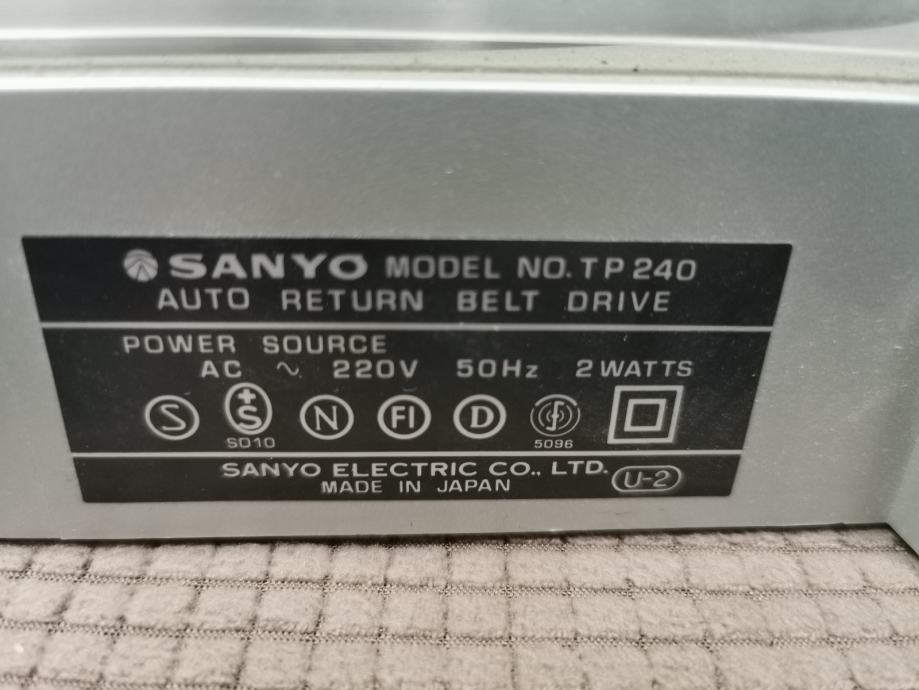 SANYO MODEL NO. TP 240
AUTO RETURN BELT DRIVE
POWER SOURCE
AC ~ 220V 50Hz 2 WATTS
S +S N FI D
SD10 5096
SANYO ELECTRIC CO., LTD.
MADE IN JAPAN U-2